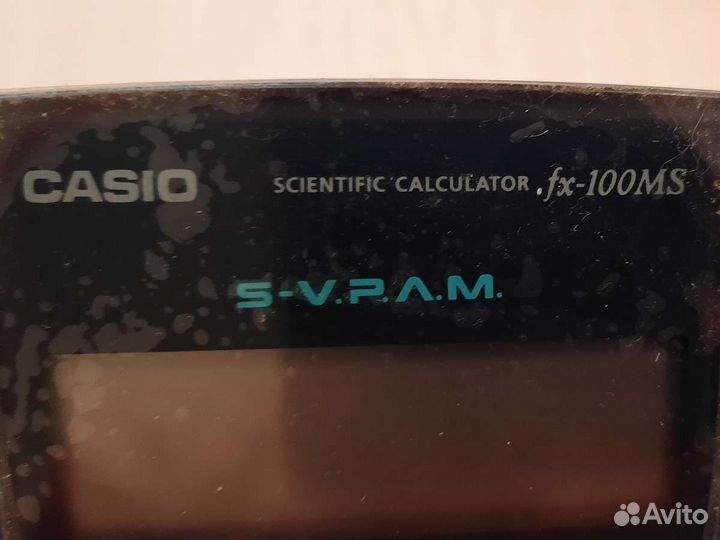 CASIO SCIENTIFIC CALCULATOR fx-100MS
S-V.P.A.M.
Avito